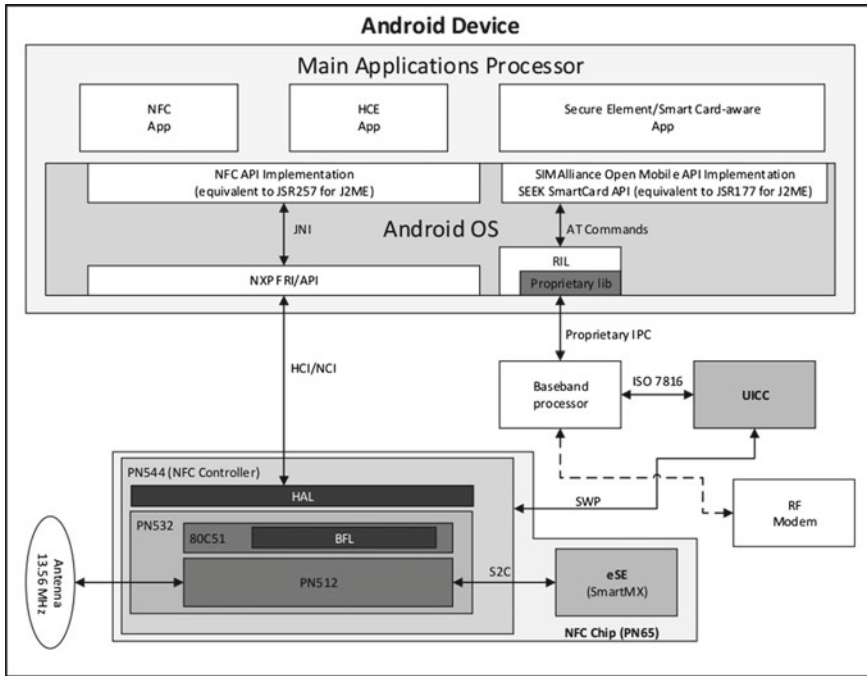 Android Device
Main Applications Processor
NFC
App
HCE
App
Secure Element/Smart Card-aware
App
NFC API Implementation
(equivalent to JSR257 for J2ME)
SIMAlliance Open Mobile API Implementation
SEEK SmartCard API (equivalent to JSR177 for J2ME)
JNI
Android OS
AT Commands
NXP FRI/API
RIL
Proprietary lib
Proprietary IPC
HCI/NCI
Baseband
processor
ISO 7816
UICC
PN544 (NFC Controller)
HAL
SWP
RF
Modem
PN532
80C51
BFL
Antenna
13.56 MHz
PN512
S2C
eSE
(SmartMX)
NFC Chip (PN65)